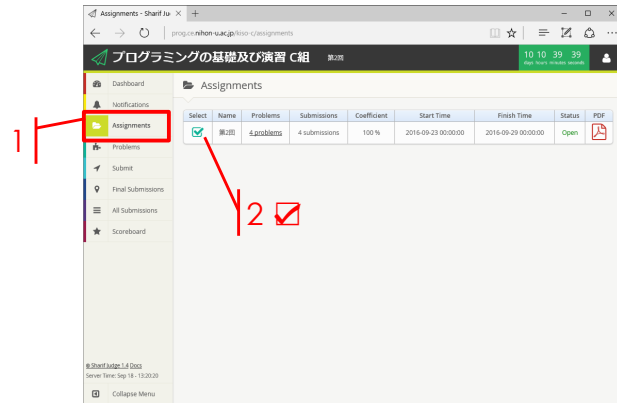 Assignments - Sharif Ju
prog.ce.nihon-u.ac.jp/kiso-c/assignments
プログラミングの基礎及び演習 C組 第2回
10 10 39 39
days hours minutes seconds
Dashboard
Notifications
Assignments
Problems
Submit
Final Submissions
All Submissions
Scoreboard
Assignments
Select Name Problems Submissions Coefficient Start Time Finish Time Status PDF
第2回 4 problems 4 submissions 100 % 2016-09-23 00:00:00 2016-09-29 00:00:00 Open
1
2
© Sharif Judge 1.4 Docs
Server Time: Sep 18 - 13:20:20
Collapse Menu